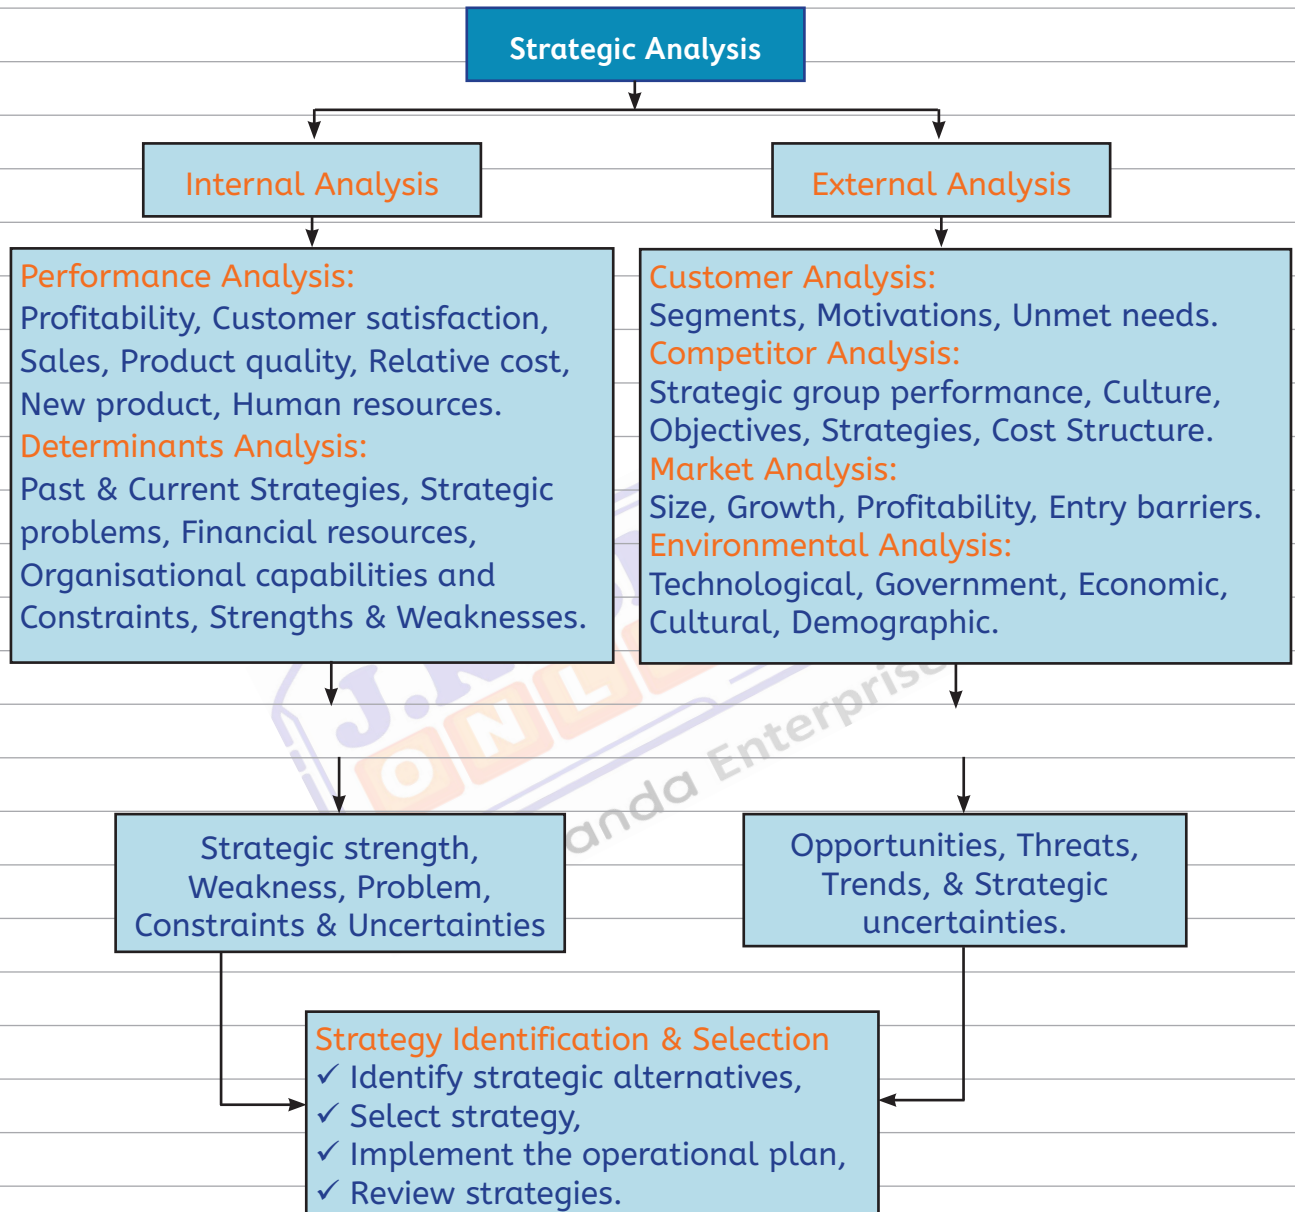 Strategic Analysis
Internal Analysis
External Analysis
Performance Analysis:
Profitability, Customer satisfaction,
Sales, Product quality, Relative cost,
New product, Human resources.
Determinants Analysis:
Past & Current Strategies, Strategic
problems, Financial resources,
Organisational capabilities and
Constraints, Strengths & Weaknesses.
Customer Analysis:
Segments, Motivations, Unmet needs.
Competitor Analysis:
Strategic group performance, Culture,
Objectives, Strategies, Cost Structure.
Market Analysis:
Size, Growth, Profitability, Entry barriers.
Environmental Analysis:
Technological, Government, Economic,
Cultural, Demographic.
Strategic strength,
Weakness, Problem,
Constraints & Uncertainties
Opportunities, Threats,
Trends, & Strategic
uncertainties.
Strategy Identification & Selection
✓ Identify strategic alternatives,
✓ Select strategy,
✓ Implement the operational plan,
✓ Review strategies.